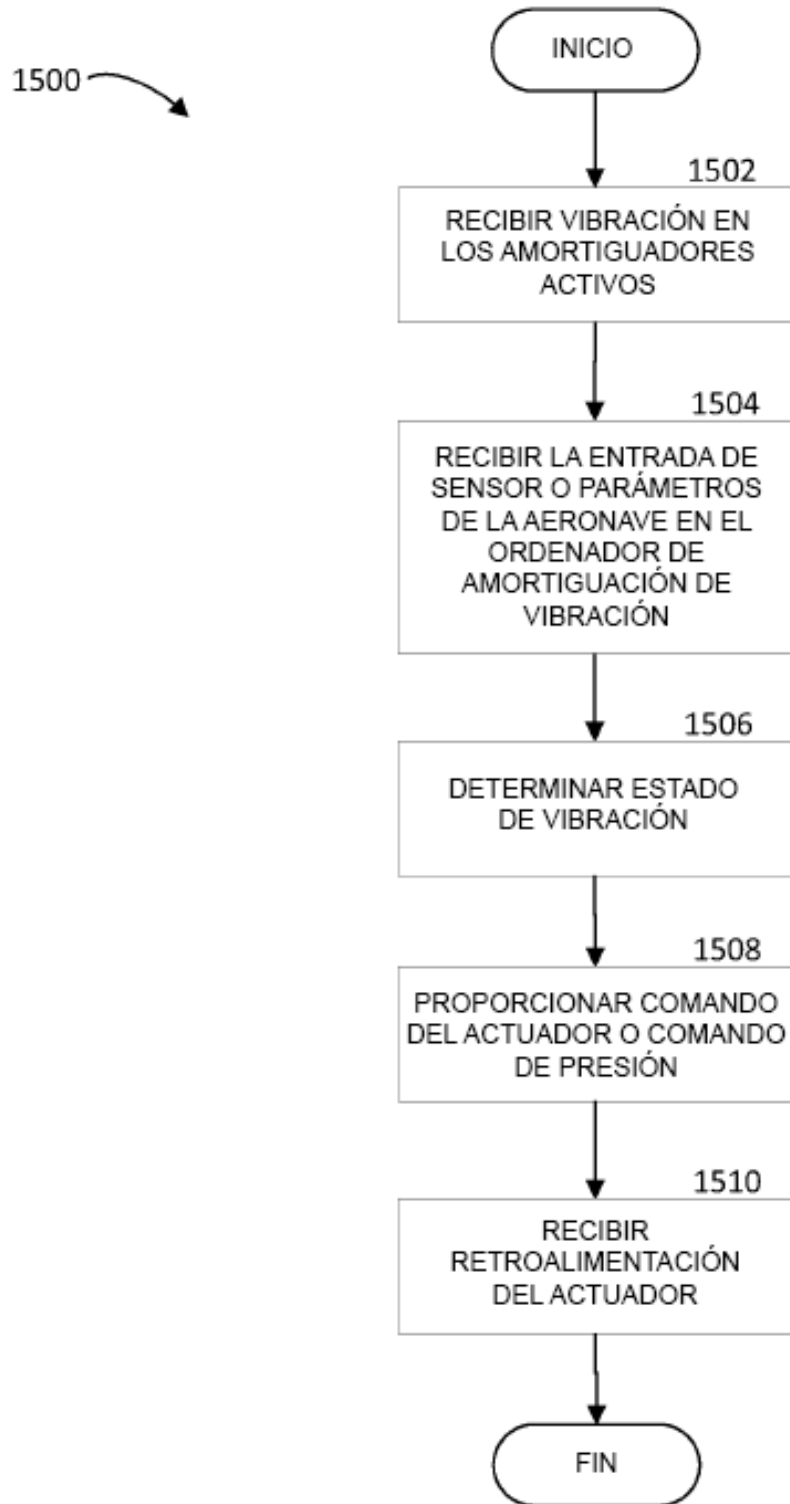 INICIO
1500
1502
RECIBIR VIBRACIÓN EN
LOS AMORTIGUADORES
ACTIVOS
1504
RECIBIR LA ENTRADA DE
SENSOR O PARÁMETROS
DE LA AERONAVE EN EL
ORDENADOR DE
AMORTIGUACIÓN DE
VIBRACIÓN
1506
DETERMINAR ESTADO
DE VIBRACIÓN
1508
PROPORCIONAR COMANDO
DEL ACTUADOR O COMANDO
DE PRESIÓN
1510
RECIBIR
RETROALIMENTACIÓN
DEL ACTUADOR
FIN